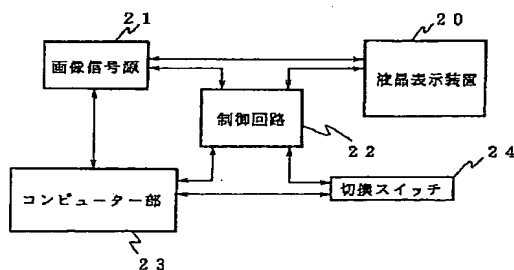 21
画像信号源
20
液晶表示装置
制御回路
22
24
切換スイッチ
コンピューター部
23